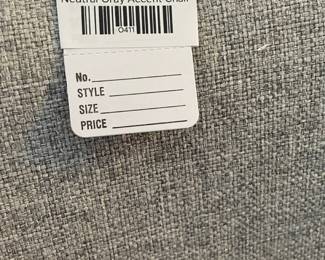 Neutral Gray Accent Chair
0411
No.
STYLE
SIZE
PRICE